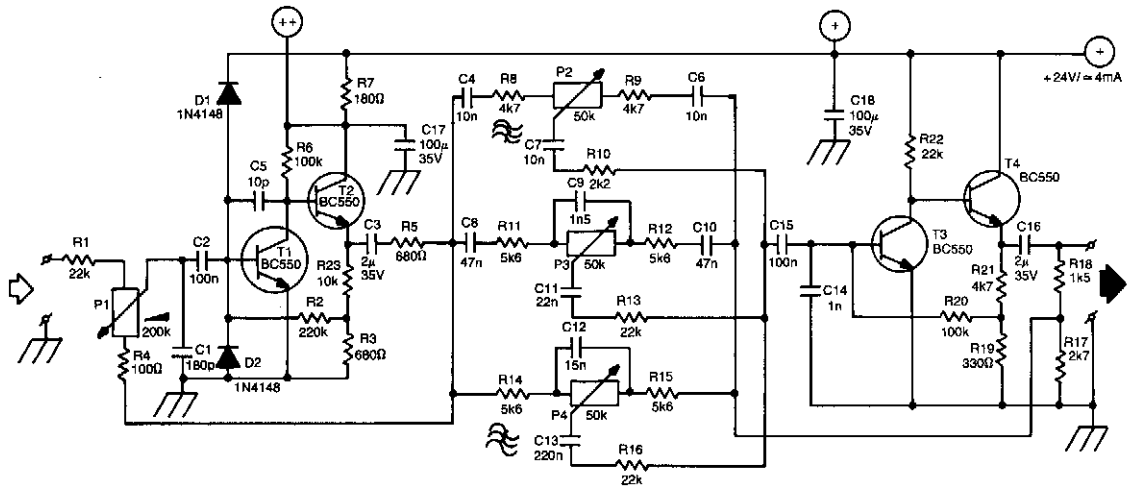 ++
+
+
+24V/≃4mA
D1
1N4148
R7
180Ω
C17
100µ
35V
R6
100k
C5
10p
T2
BC550
T1
BC550
R1
22k
P1
200k
C2
100n
R4
100Ω
C1
180p
D2
1N4148
R2
220k
R23
10k
R3
680Ω
C3
2µ
35V
R5
680Ω
C4
10n
R8
4k7
P2
50k
R9
4k7
C6
10n
C7
10n
R10
2k2
C9
1n5
C8
47n
R11
5k6
P3
50k
R12
5k6
C10
47n
C11
22n
R13
22k
C12
15n
R14
5k6
P4
50k
R15
5k6
C13
220n
R16
22k
C15
100n
C14
1n
C18
100µ
35V
R22
22k
T4
BC550
T3
BC550
C16
2µ
35V
R21
4k7
R20
100k
R19
330Ω
R18
1k5
R17
2k7